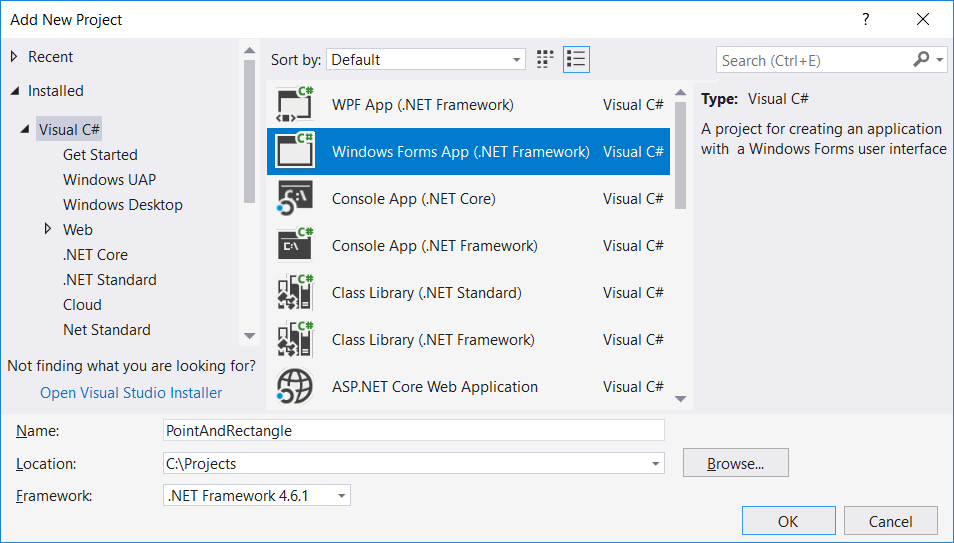 Add New Project
?
Recent
Installed
Visual C#
Get Started
Windows UAP
Windows Desktop
Web
.NET Core
.NET Standard
Cloud
Net Standard
Not finding what you are looking for?
Open Visual Studio Installer
Sort by: Default
Search (Ctrl+E)
WPF App (.NET Framework) Visual C#
Windows Forms App (.NET Framework) Visual C#
Console App (.NET Core) Visual C#
Console App (.NET Framework) Visual C#
Class Library (.NET Standard) Visual C#
Class Library (.NET Framework) Visual C#
ASP.NET Core Web Application Visual C#
Type: Visual C#
A project for creating an application
with a Windows Forms user interface
Name: PointAndRectangle
Location: C:\Projects Browse...
Framework: .NET Framework 4.6.1
OK Cancel